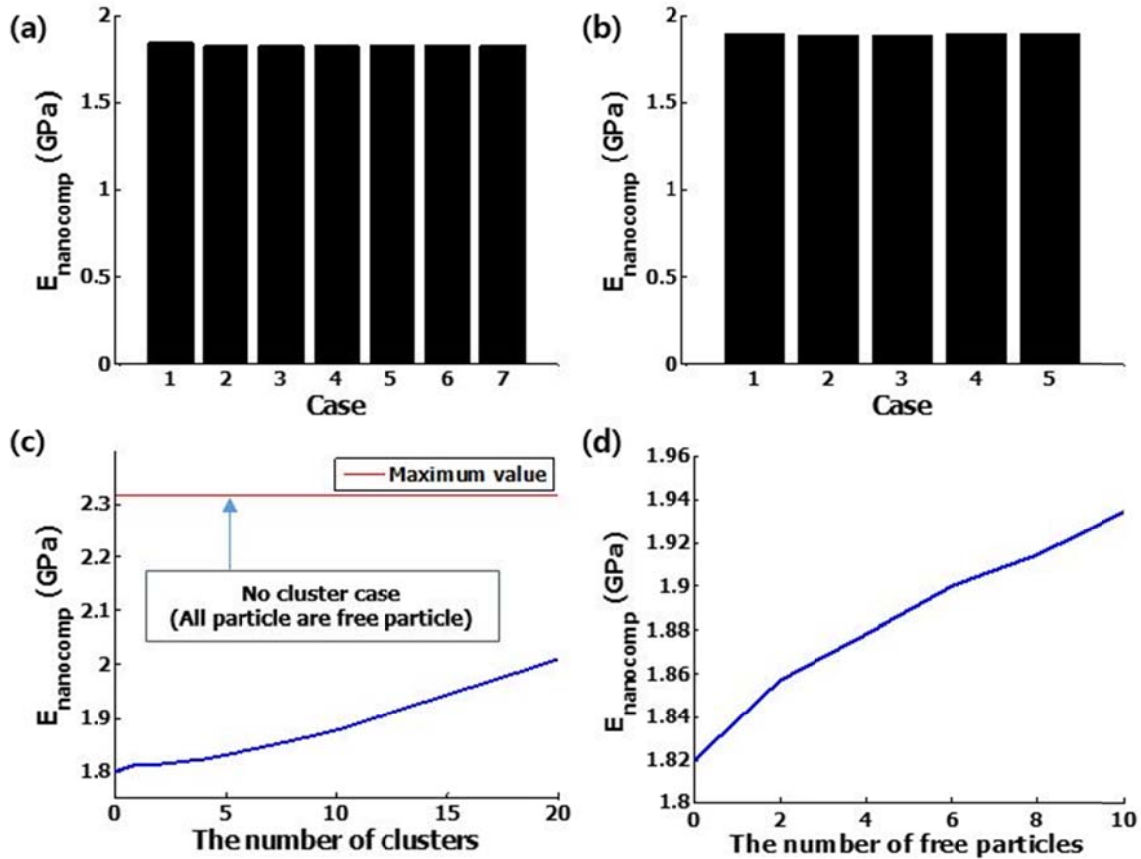 (a)
E_nanocomp (GPa)
2
1.5
1
0.5
0
1 2 3 4 5 6 7
Case
(b)
E_nanocomp (GPa)
2
1.5
1
0.5
0
1 2 3 4 5
Case
(c)
E_nanocomp (GPa)
2.3
2.2
2.1
2
1.9
1.8
Maximum value
No cluster case
(All particle are free particle)
0 5 10 15 20
The number of clusters
(d)
E_nanocomp (GPa)
1.96
1.94
1.92
1.9
1.88
1.86
1.84
1.82
1.8
0 2 4 6 8 10
The number of free particles